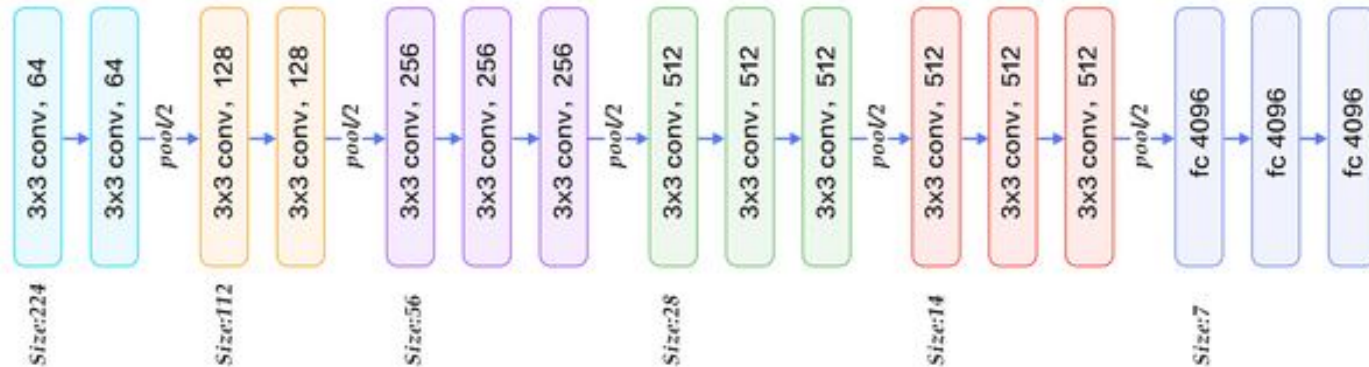 3x3 conv, 64
3x3 conv, 64
pool/2
3x3 conv, 128
3x3 conv, 128
pool/2
3x3 conv, 256
3x3 conv, 256
3x3 conv, 256
pool/2
3x3 conv, 512
3x3 conv, 512
3x3 conv, 512
pool/2
3x3 conv, 512
3x3 conv, 512
3x3 conv, 512
pool/2
fc 4096
fc 4096
fc 4096
Size:224
Size:112
Size:56
Size:28
Size:14
Size:7